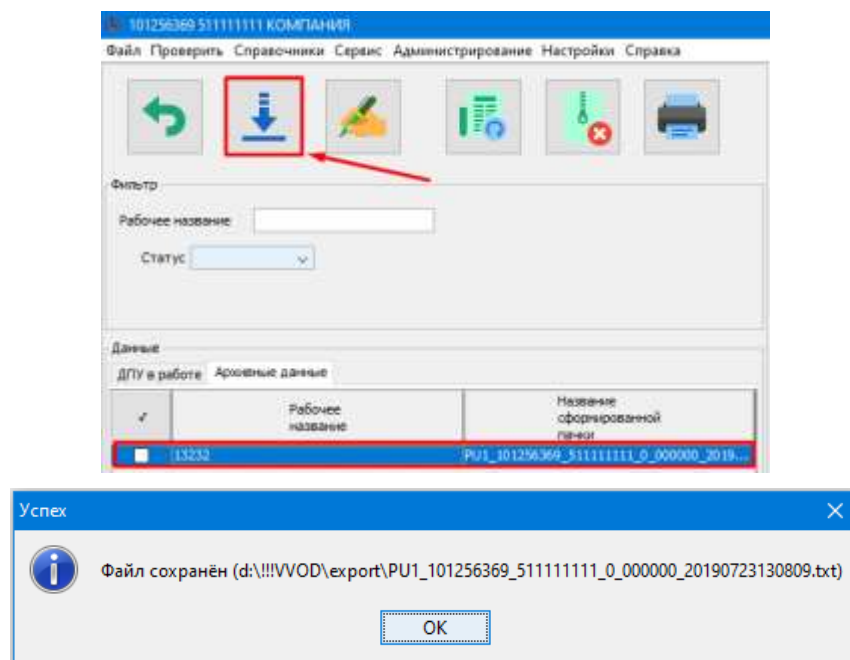 101256369 511111111 КОМПАНИЯ
Файл Проверить Справочники Сервис Администрирование Настройки Справка
Фильтр
Рабочее название
Статус
Данные
ДПУ в работе Архивные данные
✓ Рабочее название Название сформированной пачки
13232 PU1_101256369_511111111_0_000000_2019...
Успех
Файл сохранён (d:\!!!VVOD\export\PU1_101256369_511111111_0_000000_20190723130809.txt)
OK